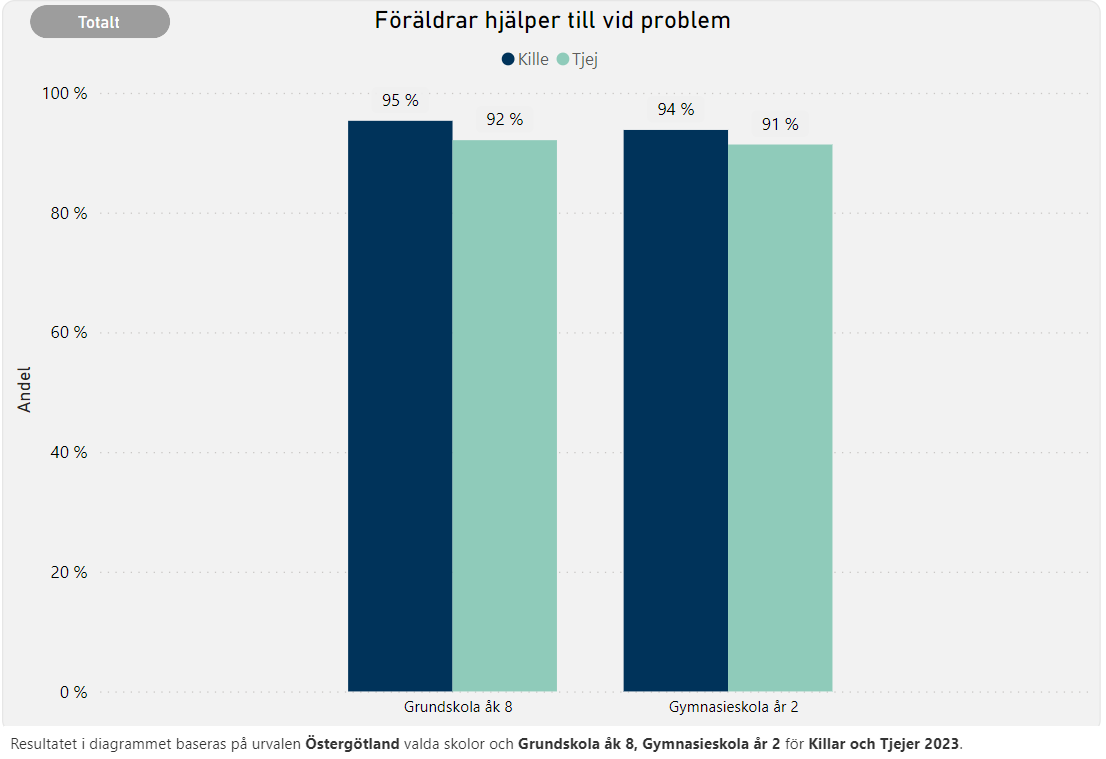 Totalt
Föräldrar hjälper till vid problem
Kille Tjej
100 %
95 %
92 %
94 %
91 %
80 %
60 %
Andel
40 %
20 %
0 %
Grundskola åk 8 Gymnasieskola år 2
Resultatet i diagrammet baseras på urvalen Östergötland valda skolor och Grundskola åk 8, Gymnasieskola år 2 för Killar och Tjejer 2023.